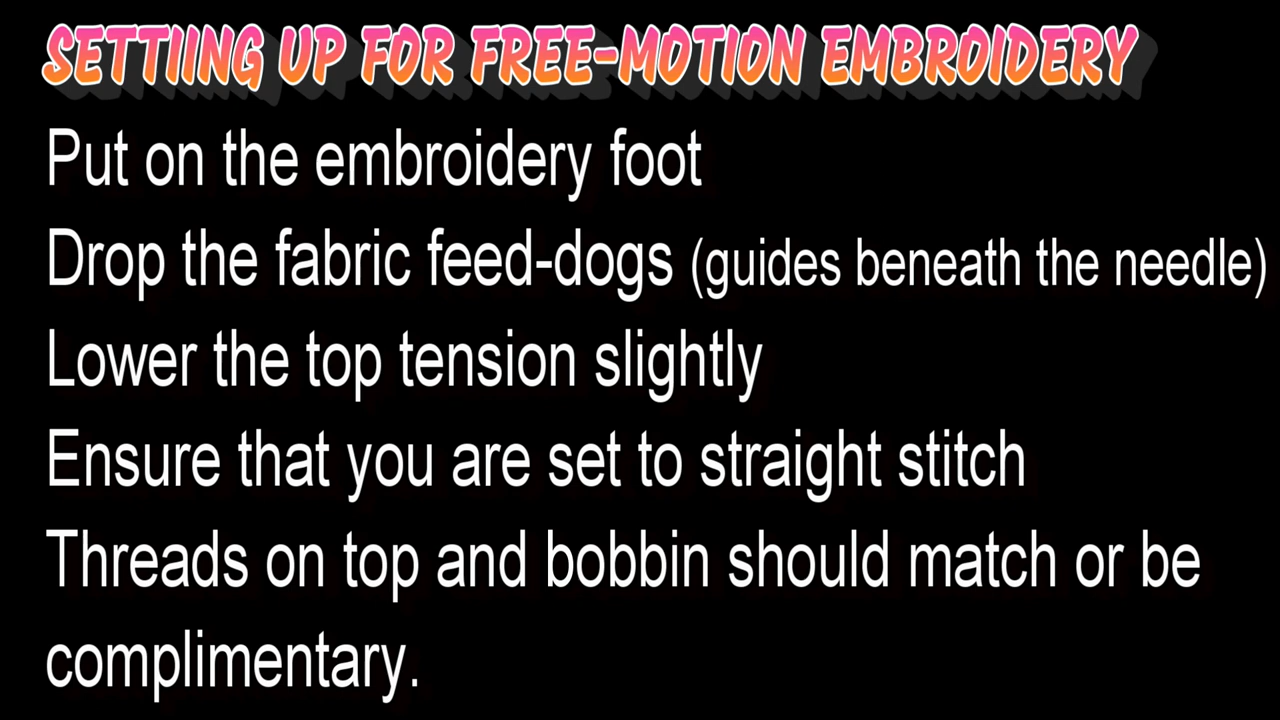 SETTIING UP FOR FREE-MOTION EMBROIDERY
Put on the embroidery foot
Drop the fabric feed-dogs (guides beneath the needle)
Lower the top tension slightly
Ensure that you are set to straight stitch
Threads on top and bobbin should match or be
complimentary.